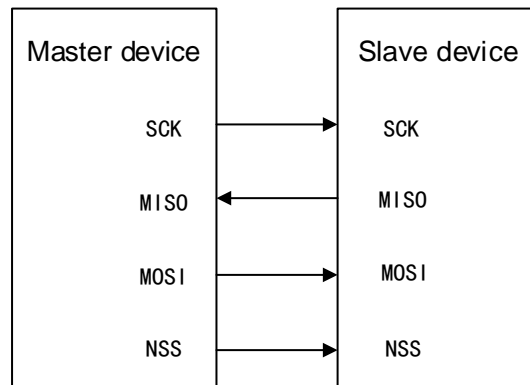 Master device
Slave device
SCK
SCK
MISO
MISO
MOSI
MOSI
NSS
NSS